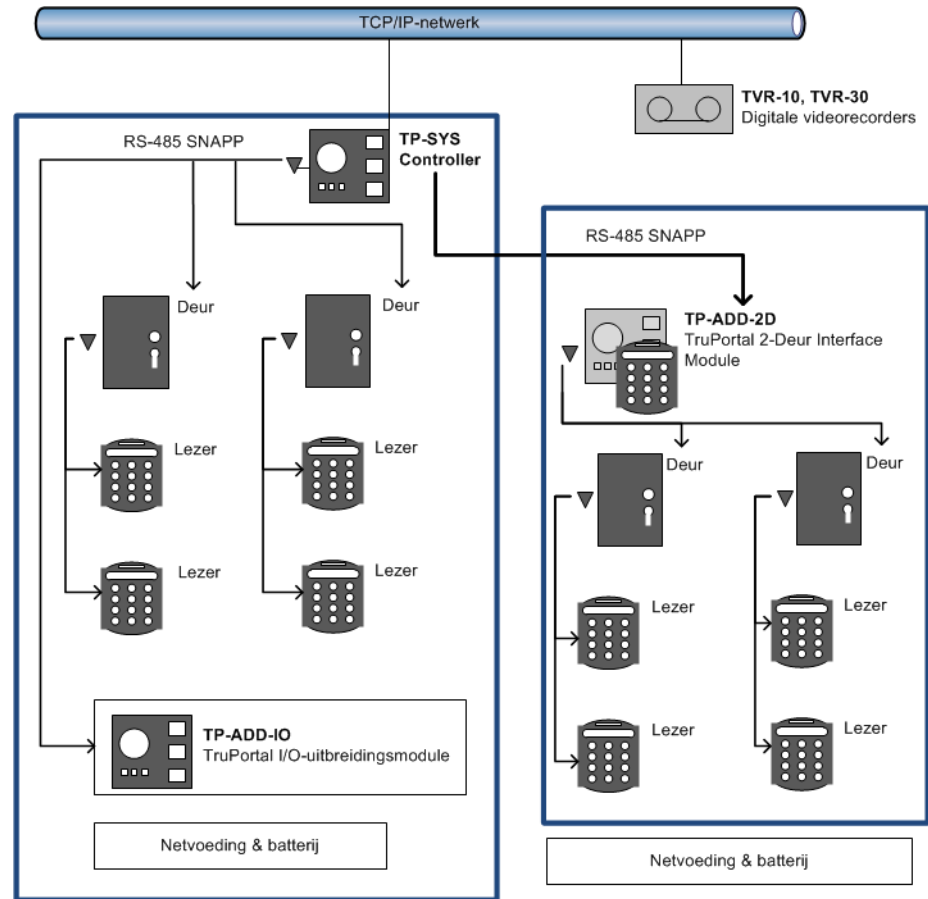 TCP/IP-netwerk
TVR-10, TVR-30
Digitale videorecorders
RS-485 SNAPP
TP-SYS
Controller
Deur
Deur
Lezer
Lezer
Lezer
Lezer
TP-ADD-IO
TruPortal I/O-uitbreidingsmodule
Netvoeding & batterij
RS-485 SNAPP
TP-ADD-2D
TruPortal 2-Deur Interface
Module
Deur
Deur
Lezer
Lezer
Lezer
Lezer
Netvoeding & batterij